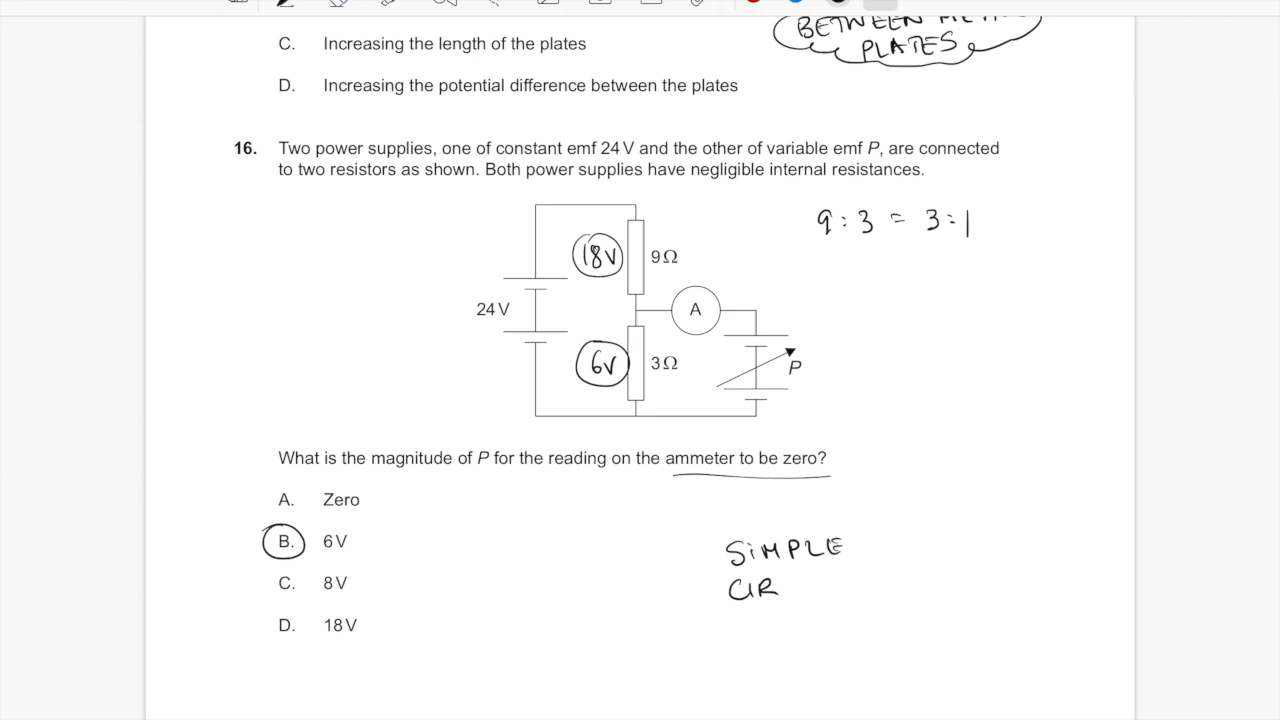 BETWEEN
C. Increasing the length of the plates
PLATES
D. Increasing the potential difference between the plates
16. Two power supplies, one of constant emf 24 V and the other of variable emf P, are connected
to two resistors as shown. Both power supplies have negligible internal resistances.
9 : 3 = 3 : 1
18V
9Ω
24 V
A
6V
3Ω
P
What is the magnitude of P for the reading on the ammeter to be zero?
A. Zero
B. 6 V
SIMPLE
C. 8 V
CIR
D. 18 V